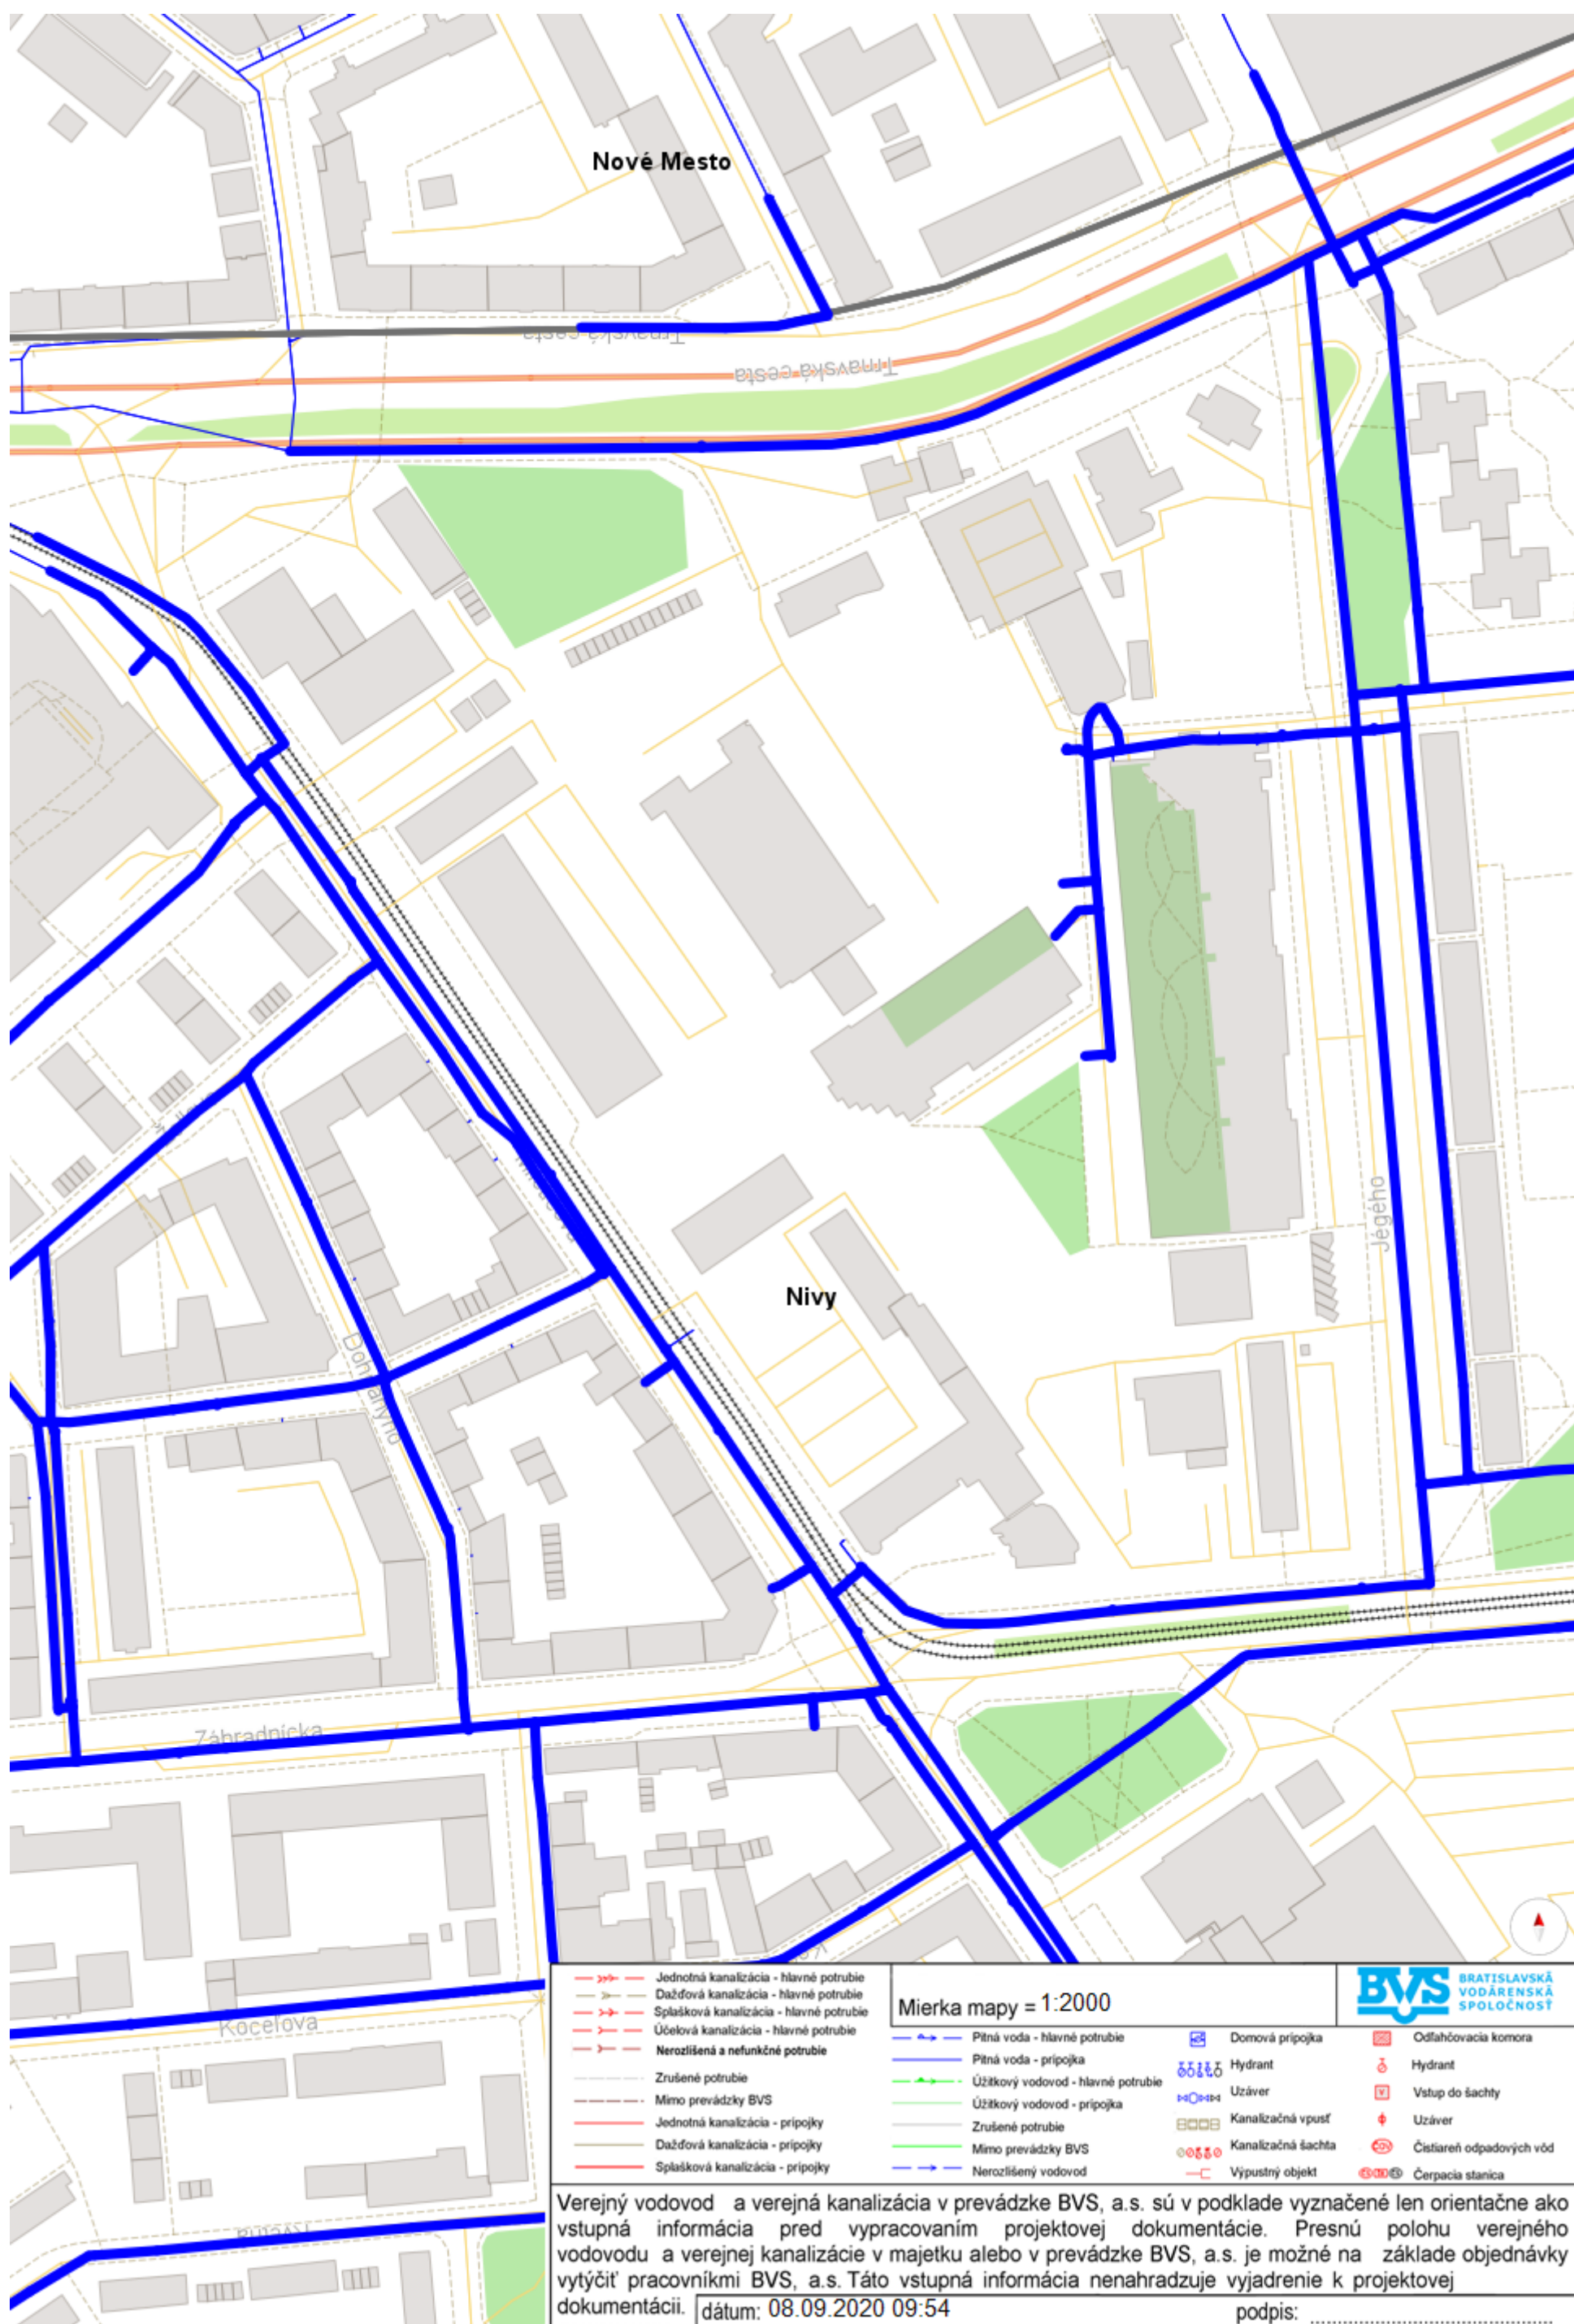 Nové Mesto
Trnavská cesta
Trnavská cesta
Nivy
Jégého
Záhradnícka
Kocelova
Jednotná kanalizácia - hlavné potrubie
Dažďová kanalizácia - hlavné potrubie
Splašková kanalizácia - hlavné potrubie
Účelová kanalizácia - hlavné potrubie
Nerozlíšená a nefunkčné potrubie
Zrušené potrubie
Mimo prevádzky BVS
Jednotná kanalizácia - prípojky
Dažďová kanalizácia - prípojky
Splašková kanalizácia - prípojky
Mierka mapy = 1:2000
BVS BRATISLAVSKÁ
VODÁRENSKÁ
SPOLOČNOSŤ
Pitná voda - hlavné potrubie
Pitná voda - prípojka
Úžitkový vodovod - hlavné potrubie
Úžitkový vodovod - prípojka
Zrušené potrubie
Mimo prevádzky BVS
Nerozlíšený vodovod
Domová prípojka
Hydrant
Uzáver
Kanalizačná vpusť
Kanalizačná šachta
Výpustný objekt
Odľahčovacia komora
Hydrant
Vstup do šachty
Uzáver
Čistiareň odpadových vôd
Čerpacia stanica
Verejný vodovod a verejná kanalizácia v prevádzke BVS, a.s. sú v podklade vyznačené len orientačne ako
vstupná informácia pred vypracovaním projektovej dokumentácie. Presnú polohu verejného
vodovodu a verejnej kanalizácie v majetku alebo v prevádzke BVS, a.s. je možné na základe objednávky
vytýčiť pracovníkmi BVS, a.s. Táto vstupná informácia nenahradzuje vyjadrenie k projektovej
dokumentácii. dátum: 08.09.2020 09:54 podpis: